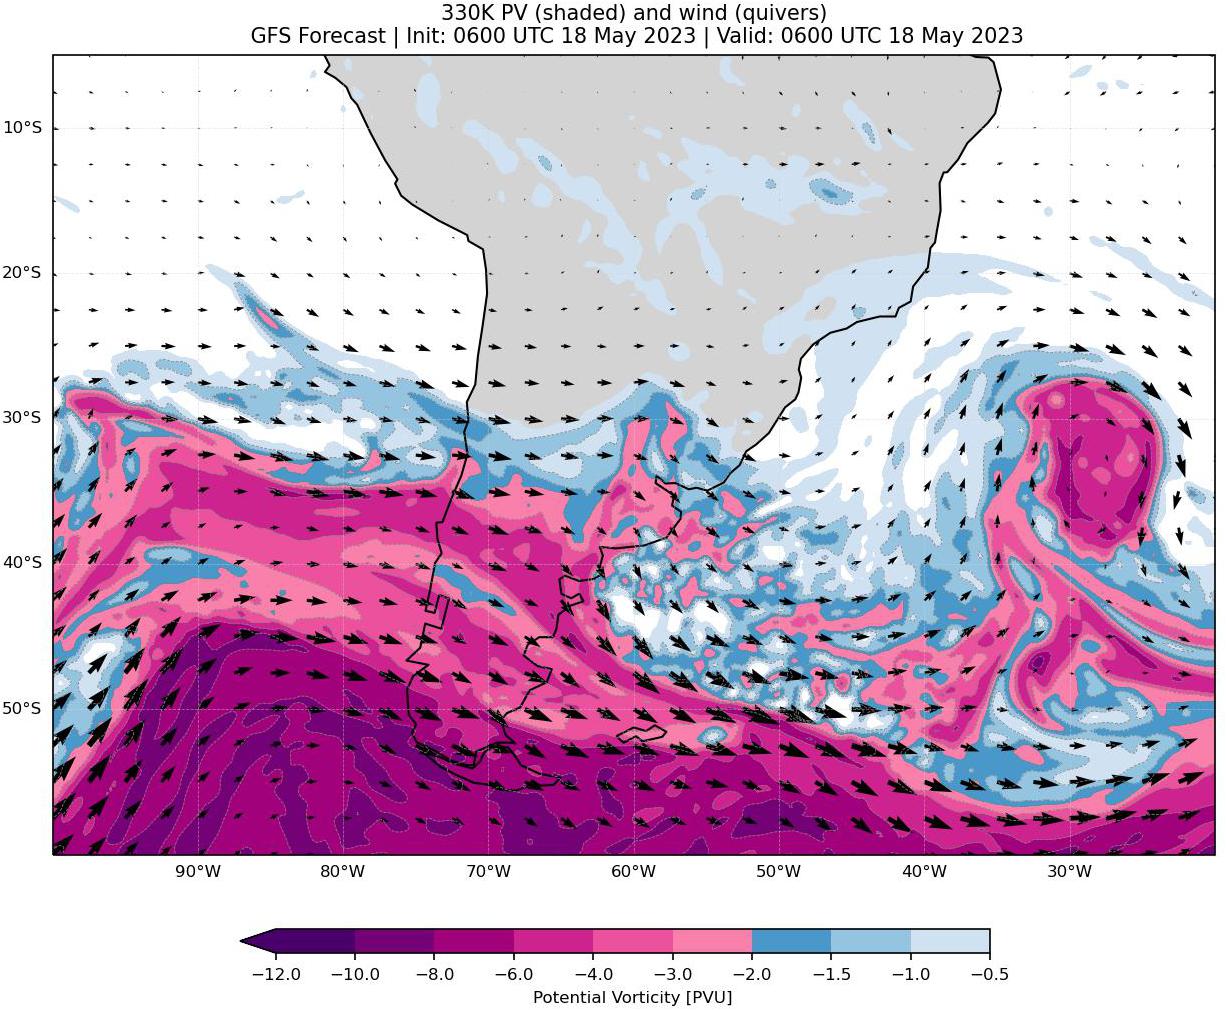 330K PV (shaded) and wind (quivers)
GFS Forecast | Init: 0600 UTC 18 May 2023 | Valid: 0600 UTC 18 May 2023
10°S
20°S
30°S
40°S
50°S
90°W 80°W 70°W 60°W 50°W 40°W 30°W
−12.0 −10.0 −8.0 −6.0 −4.0 −3.0 −2.0 −1.5 −1.0 −0.5
Potential Vorticity [PVU]